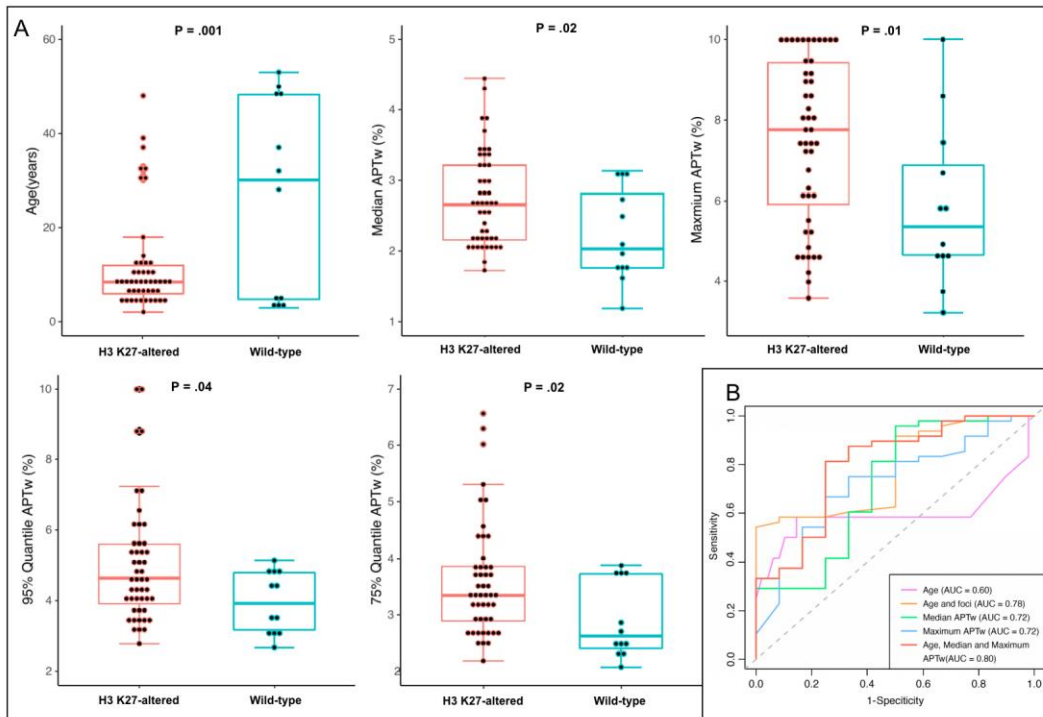 A
P = .001
60
40
20
0
Age(years)
H3 K27-altered
Wild-type
P = .02
5
4
3
2
1
Median APTw (%)
H3 K27-altered
Wild-type
P = .01
10
8
6
4
Maxmium APTw (%)
H3 K27-altered
Wild-type
P = .04
10
8
6
4
2
95% Quantile APTw (%)
H3 K27-altered
Wild-type
P = .02
7
6
5
4
3
2
75% Quantile APTw (%)
H3 K27-altered
Wild-type
B
1.0
0.8
0.6
0.4
0.2
0.0
Sensitivity
Age (AUC = 0.60)
Age and foci (AUC = 0.78)
Median APTw (AUC = 0.72)
Maximum APTw (AUC = 0.72)
Age, Median and Maximum
APTw(AUC = 0.80)
0.0
0.2
0.4
0.6
0.8
1.0
1-Specificity